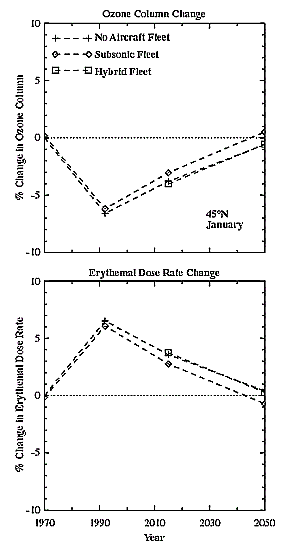 Ozone Column Change
10
5
0
-5
-10
% Change in Ozone Column
No Aircraft Fleet
Subsonic Fleet
Hybrid Fleet
45°N
January
Erythemal Dose Rate Change
10
5
0
-5
-10
% Change in Erythemal Dose Rate
1970 1990 2010 2030 2050
Year